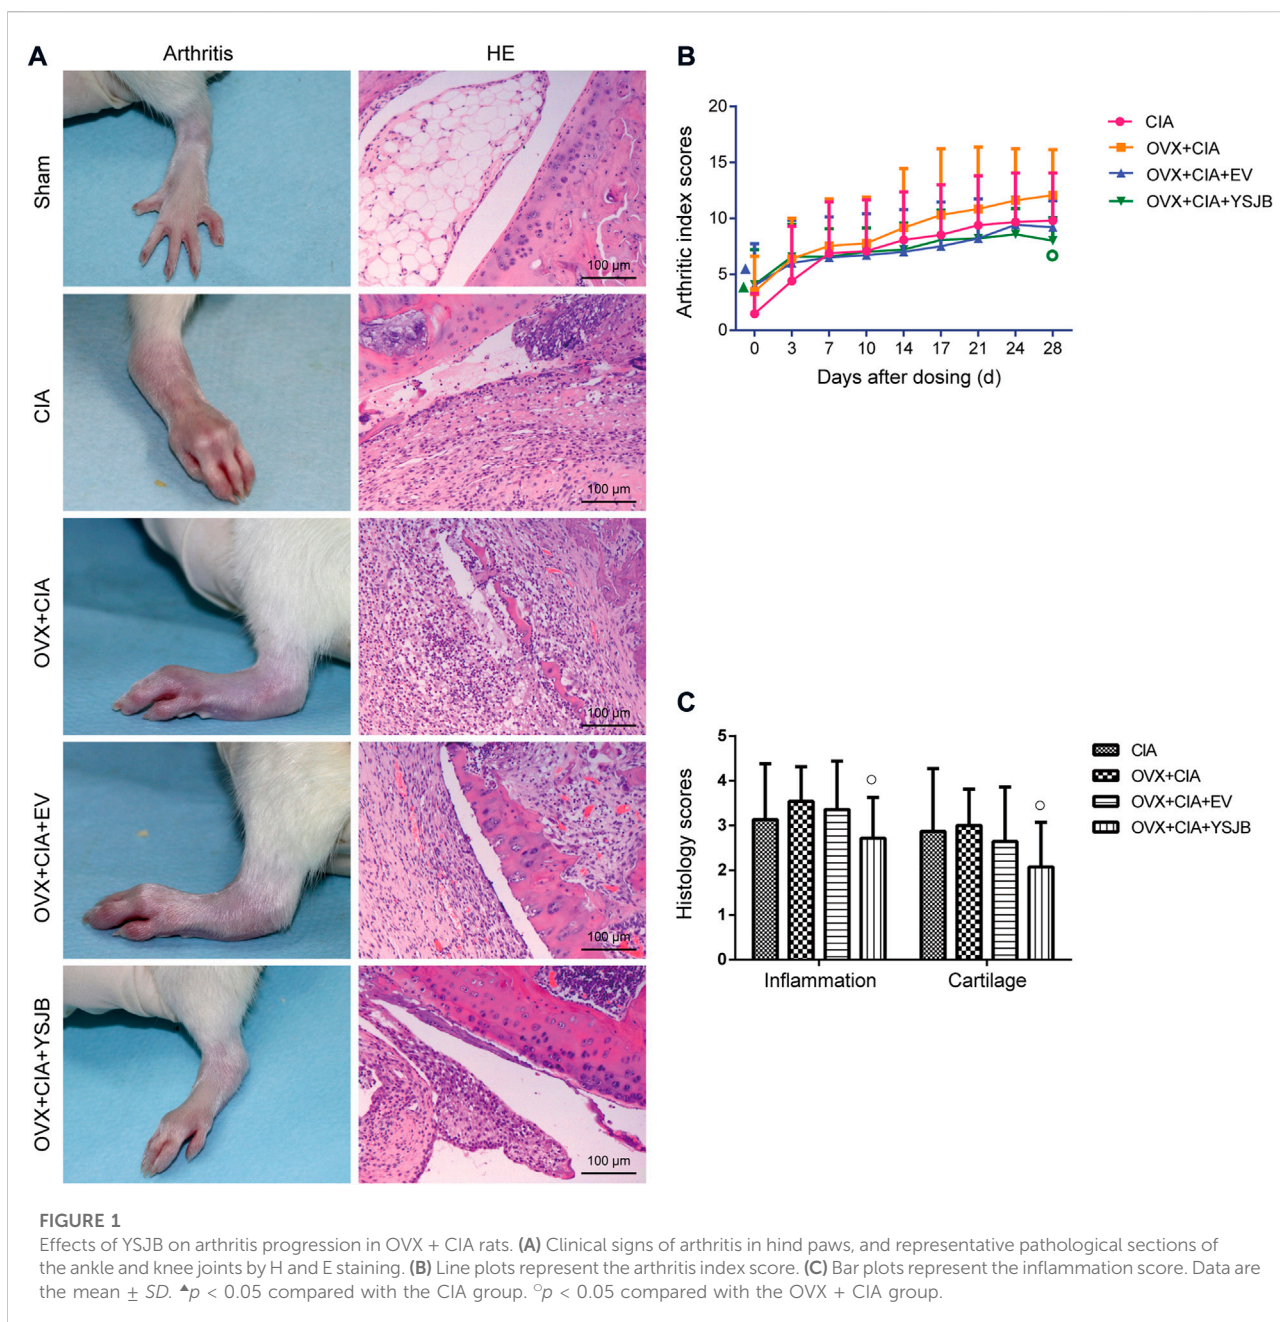 A
Arthritis
HE
Sham
100 µm
CIA
100 µm
OVX+CIA
100 µm
OVX+CIA+EV
100 µm
OVX+CIA+YSJB
100 µm
B
Arthritic index scores
20
15
10
5
0
0 3 7 10 14 17 21 24 28
Days after dosing (d)
CIA
OVX+CIA
OVX+CIA+EV
OVX+CIA+YSJB
C
Histology scores
5
4
3
2
1
0
Inflammation Cartilage
CIA
OVX+CIA
OVX+CIA+EV
OVX+CIA+YSJB
FIGURE 1
Effects of YSJB on arthritis progression in OVX + CIA rats. (A) Clinical signs of arthritis in hind paws, and representative pathological sections of
the ankle and knee joints by H and E staining. (B) Line plots represent the arthritis index score. (C) Bar plots represent the inflammation score. Data are
the mean ± SD. ▲p < 0.05 compared with the CIA group. ○p < 0.05 compared with the OVX + CIA group.